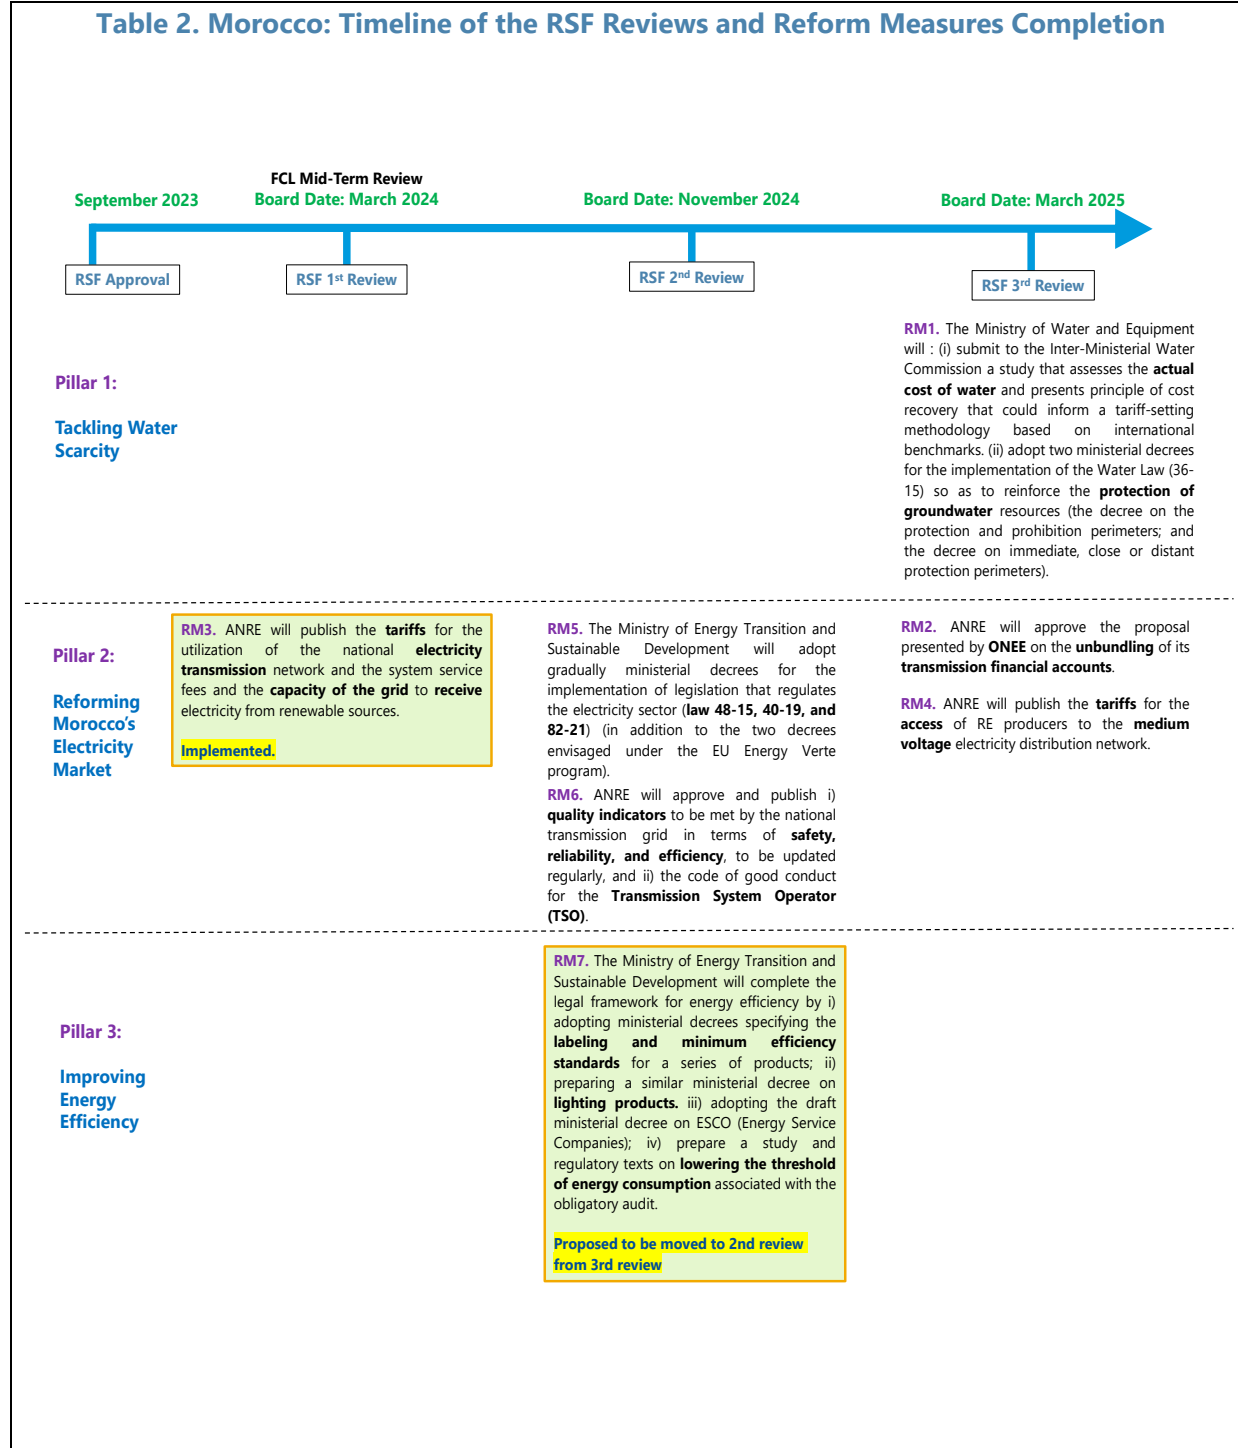 Table 2. Morocco: Timeline of the RSF Reviews and Reform Measures Completion
FCL Mid-Term Review
September 2023
Board Date: March 2024
Board Date: November 2024
Board Date: March 2025
RSF Approval
RSF 1st Review
RSF 2nd Review
RSF 3rd Review
Pillar 1:
Tackling Water
Scarcity
RM1. The Ministry of Water and Equipment
will : (i) submit to the Inter-Ministerial Water
Commission a study that assesses the actual
cost of water and presents principle of cost
recovery that could inform a tariff-setting
methodology based on international
benchmarks. (ii) adopt two ministerial decrees
for the implementation of the Water Law (36-
15) so as to reinforce the protection of
groundwater resources (the decree on the
protection and prohibition perimeters; and
the decree on immediate, close or distant
protection perimeters).
Pillar 2:
Reforming
Morocco's
Electricity
Market
RM3. ANRE will publish the tariffs for the
utilization of the national electricity
transmission network and the system service
fees and the capacity of the grid to receive
electricity from renewable sources.
Implemented.
RM5. The Ministry of Energy Transition and
Sustainable Development will adopt
gradually ministerial decrees for the
implementation of legislation that regulates
the electricity sector (law 48-15, 40-19, and
82-21) (in addition to the two decrees
envisaged under the EU Energy Verte
program).
RM6. ANRE will approve and publish i)
quality indicators to be met by the national
transmission grid in terms of safety,
reliability, and efficiency, to be updated
regularly, and ii) the code of good conduct
for the Transmission System Operator
(TSO).
RM2. ANRE will approve the proposal
presented by ONEE on the unbundling of its
transmission financial accounts.
RM4. ANRE will publish the tariffs for the
access of RE producers to the medium
voltage electricity distribution network.
Pillar 3:
Improving
Energy
Efficiency
RM7. The Ministry of Energy Transition and
Sustainable Development will complete the
legal framework for energy efficiency by i)
adopting ministerial decrees specifying the
labeling and minimum efficiency
standards for a series of products; ii)
preparing a similar ministerial decree on
lighting products. iii) adopting the draft
ministerial decree on ESCO (Energy Service
Companies); iv) prepare a study and
regulatory texts on lowering the threshold
of energy consumption associated with the
obligatory audit.
Proposed to be moved to 2nd review
from 3rd review